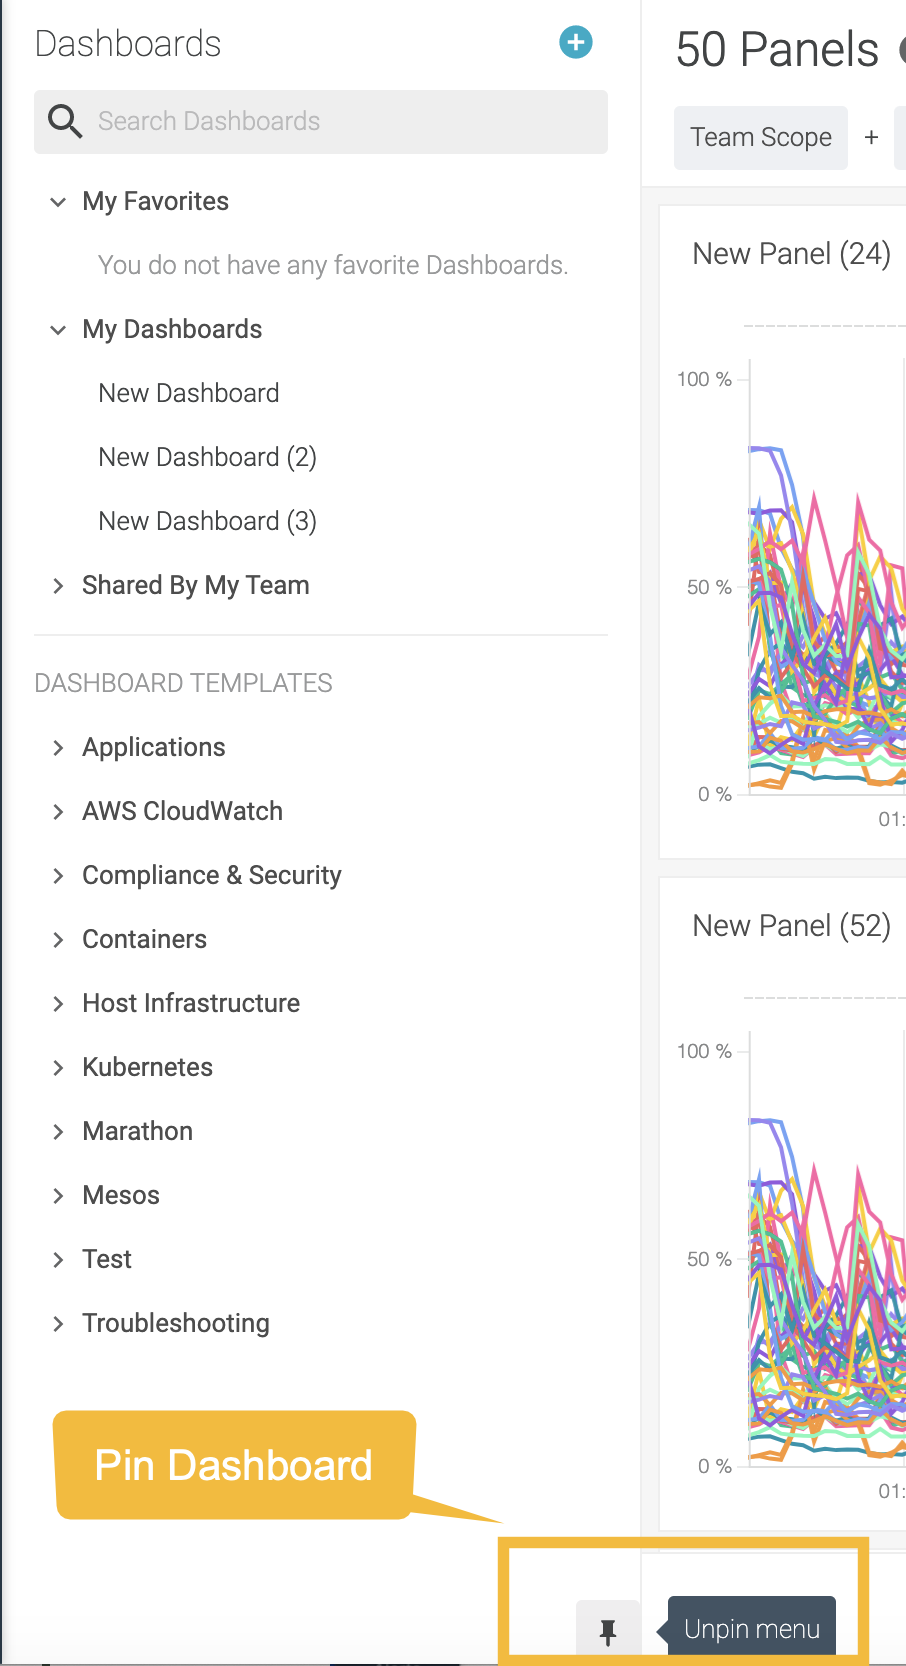 Dashboards
Search Dashboards
My Favorites
You do not have any favorite Dashboards.
My Dashboards
New Dashboard
New Dashboard (2)
New Dashboard (3)
Shared By My Team
DASHBOARD TEMPLATES
Applications
AWS CloudWatch
Compliance & Security
Containers
Host Infrastructure
Kubernetes
Marathon
Mesos
Test
Troubleshooting
Pin Dashboard
50 Panels
Team Scope +
New Panel (24)
100 %
50 %
0 %
01:
New Panel (52)
100 %
50 %
0 %
01:
Unpin menu